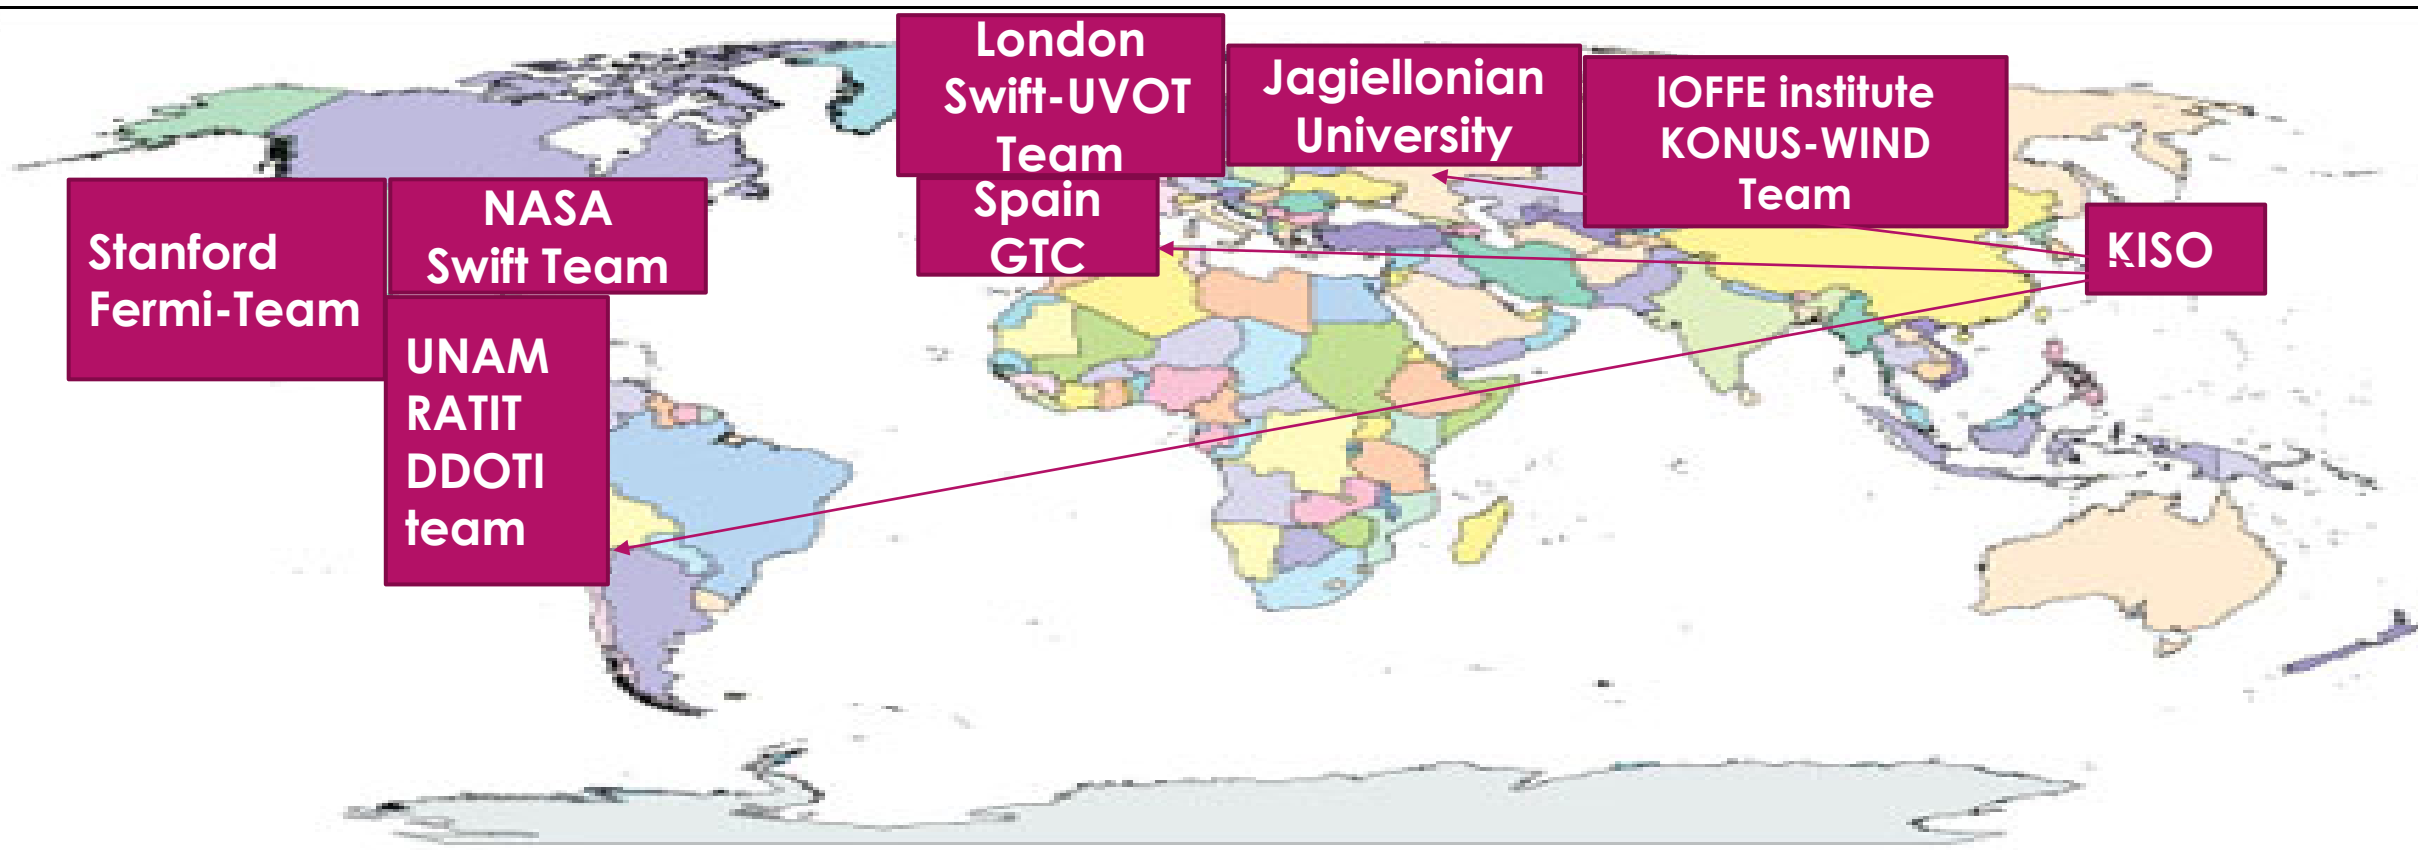 London
Swift-UVOT
Team
Jagiellonian
University
IOFFE institute
KONUS-WIND
Team
Stanford
Fermi-Team
NASA
Swift Team
Spain
GTC
KISO
UNAM
RATIT
DDOTI
team